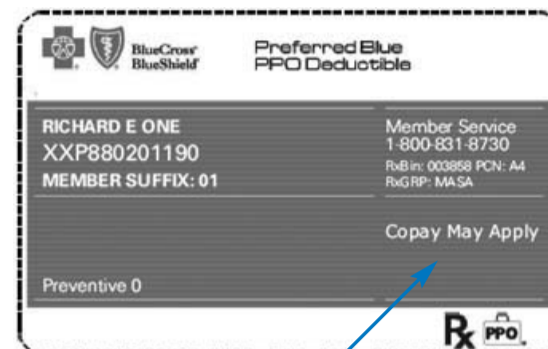 BlueCross
BlueShield
Preferred Blue
PPO Deductible
RICHARD E ONE
XXP880201190
MEMBER SUFFIX: 01
Member Service
1-800-831-8730
RxBin: 003858 PCN: A4
RxGRP: MASA
Copay May Apply
Preventive 0
Rx PPO